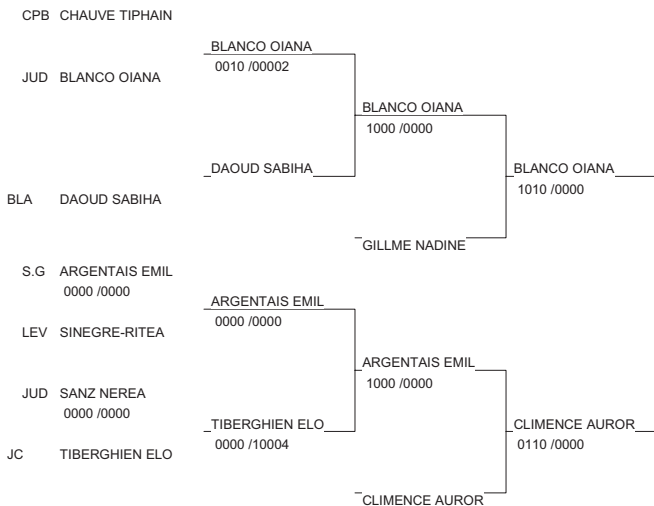 CPB CHAUVE TIPHAIN
BLANCO OIANA
0010 /00002
JUD BLANCO OIANA
BLANCO OIANA
1000 /0000
DAOUD SABIHA
BLANCO OIANA
1010 /0000
BLA DAOUD SABIHA
GILLME NADINE
S.G ARGENTAIS EMIL
0000 /0000
ARGENTAIS EMIL
0000 /0000
LEV SINEGRE-RITEA
ARGENTAIS EMIL
1000 /0000
JUD SANZ NEREA
0000 /0000
TIBERGHIEN ELO
0000 /10004
CLIMENCE AUROR
0110 /0000
JC TIBERGHIEN ELO
CLIMENCE AUROR